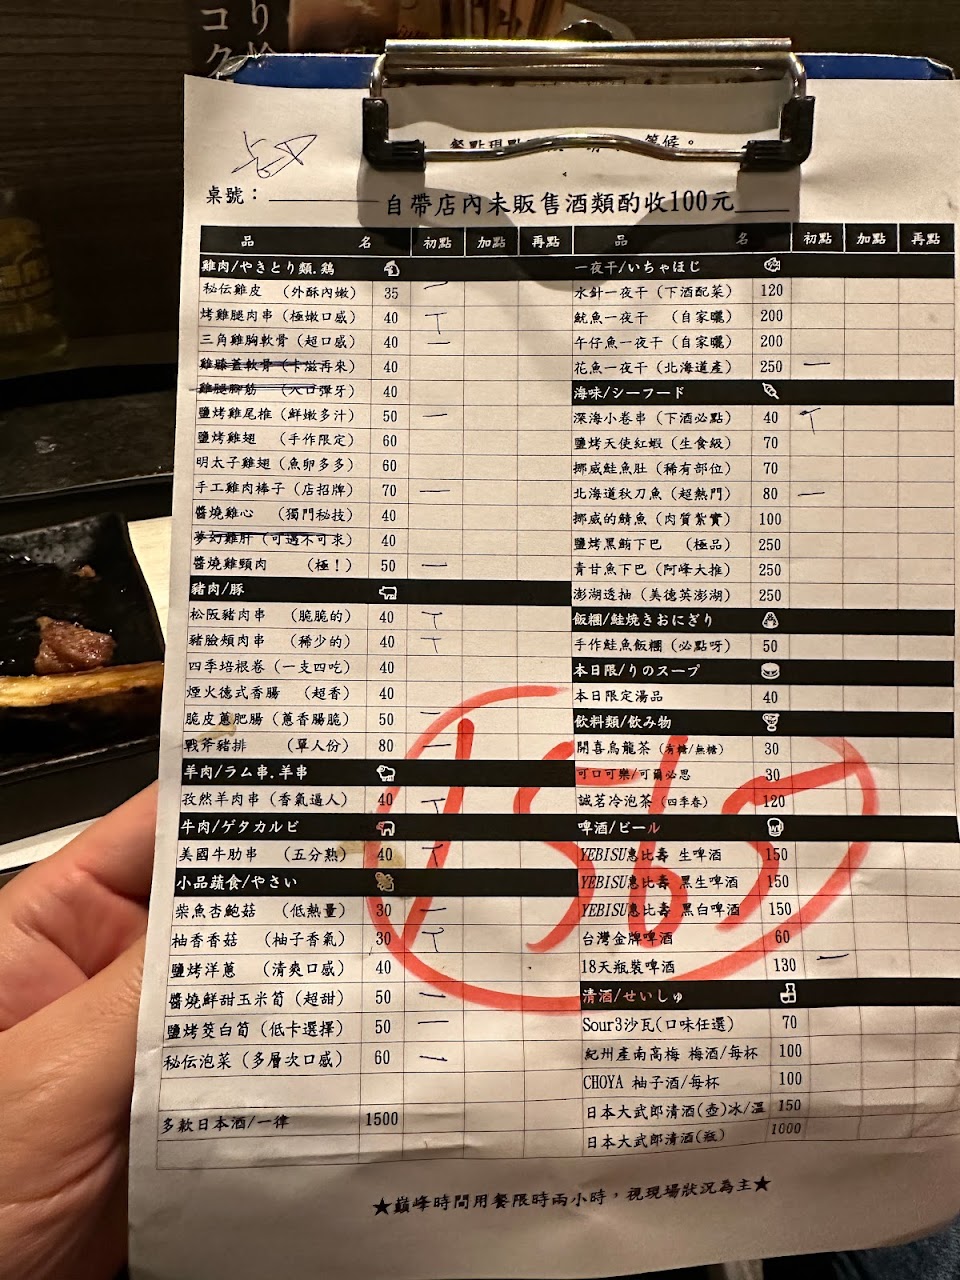 り
コク
餐點現點 等候。
桌號：
自帶店內未販售酒類酌收100元
品 名 初點 加點 再點 品 名 初點 加點 再點
雞肉/やきとり類.鶏
秘伝雞皮 (外酥內嫩) 35 一
烤雞腿肉串 (極嫩口感) 40 T
三角雞胸軟骨 (超口感) 40 一
雞膝蓋軟骨 (卡滋再來) 40
雞腿腳筋 (入口彈牙) 40
鹽烤雞尾椎 (鮮嫩多汁) 50 一
鹽烤雞翅 (手作限定) 60
明太子雞翅 (魚卵多多) 60
手工雞肉棒子 (店招牌) 70 一
醬燒雞心 (獨門秘技) 40
夢幻雞肝 (可遇不可求) 40
醬燒雞頸肉 (極!) 50 一
豬肉/豚
松阪豬肉串 (脆脆的) 40 T
豬臉頰肉串 (稀少的) 40 T
四季培根卷 (一支四吃) 40
煙火德式香腸 (超香) 40
脆皮蔥肥腸 (蔥香腸脆) 50 一
戰斧豬排 (單人份) 80 一
羊肉/ラム串.羊串
孜然羊肉串 (香氣逼人) 40 T
牛肉/ゲタカルビ
美國牛肋串 (五分熟) 40 T
小品蔬食/やさい
柴魚杏鮑菇 (低熱量) 30 一
柚香香菇 (柚子香氣) 30 T
鹽烤洋蔥 (清爽口感) 40
醬燒鮮甜玉米筍 (超甜) 50 一
鹽烤筊白筍 (低卡選擇) 50 一
秘伝泡菜 (多層次口感) 60 一
多款日本酒/一律 1500
一夜干/いちゃほじ
水針一夜干 (下酒配菜) 120
魷魚一夜干 (自家曬) 200
午仔魚一夜干 (自家曬) 200
花魚一夜干 (北海道產) 250 一
海味/シーフード
深海小卷串 (下酒必點) 40 T
鹽烤天使紅蝦 (生食級) 70
挪威鮭魚肚 (稀有部位) 70
北海道秋刀魚 (超熱門) 80 一
挪威的鯖魚 (肉質紮實) 100
鹽烤黑鮪下巴 (極品) 250
青甘魚下巴 (阿峰大推) 250
澎湖透抽 (美德英澎湖) 250
飯糰/鮭焼きおにぎり
手作鮭魚飯糰 (必點呀) 50
本日限/りのスープ
本日限定湯品 40
飲料類/飲み物
開喜烏龍茶 (有糖/無糖) 30
可口可樂/可爾必思 30
誠茗冷泡茶 (四季春) 120
啤酒/ビール
YEBISU惠比壽 生啤酒 150
YEBISU惠比壽 黑生啤酒 150
YEBISU惠比壽 黑白啤酒 150
台灣金牌啤酒 60
18天瓶裝啤酒 130 一
清酒/せいしゅ
Sour3沙瓦(口味任選) 70
紀州產南高梅 梅酒/每杯 100
CHOYA 柚子酒/每杯 100
日本大武郎清酒(壺)冰/溫 150
日本大武郎清酒(瓶) 1000
★巔峰時間用餐限時兩小時，視現場狀況為主★